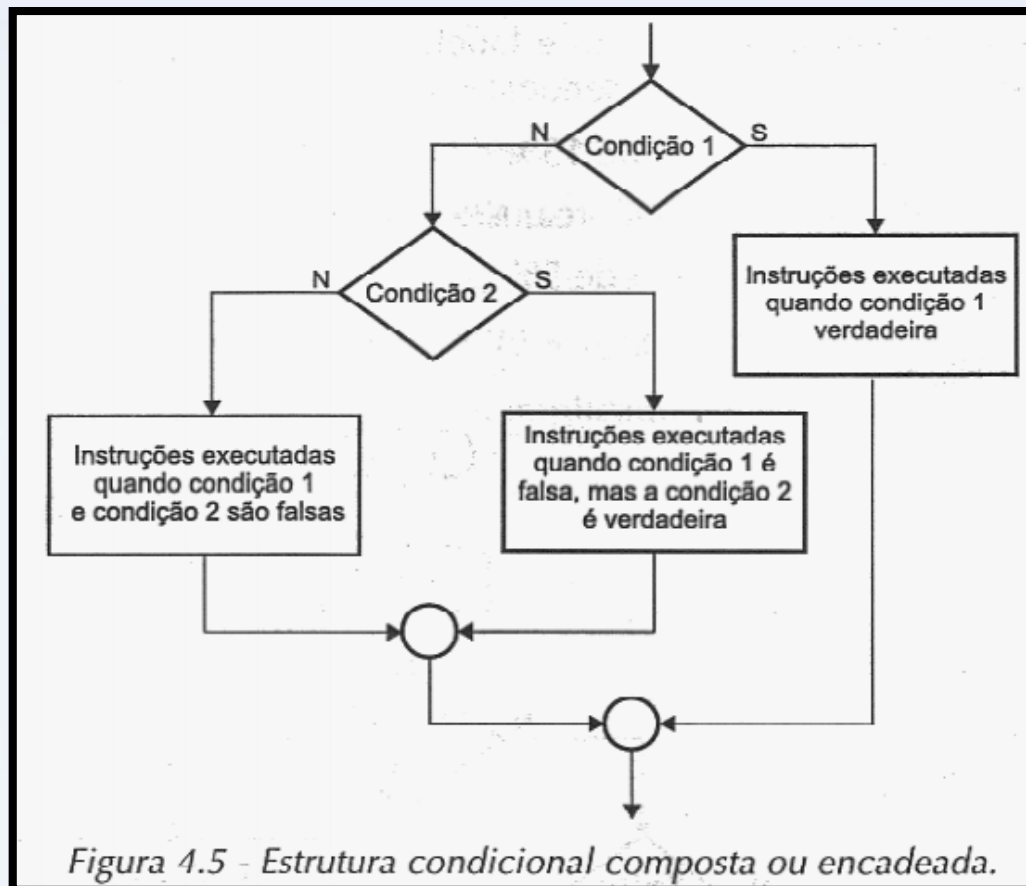 N
Condição 1
S
N
Condição 2
S
Instruções executadas
quando condição 1
verdadeira
Instruções executadas
quando condição 1
e condição 2 são falsas
Instruções executadas
quando condição 1 é
falsa, mas a condição 2
é verdadeira
Figura 4.5 - Estrutura condicional composta ou encadeada.